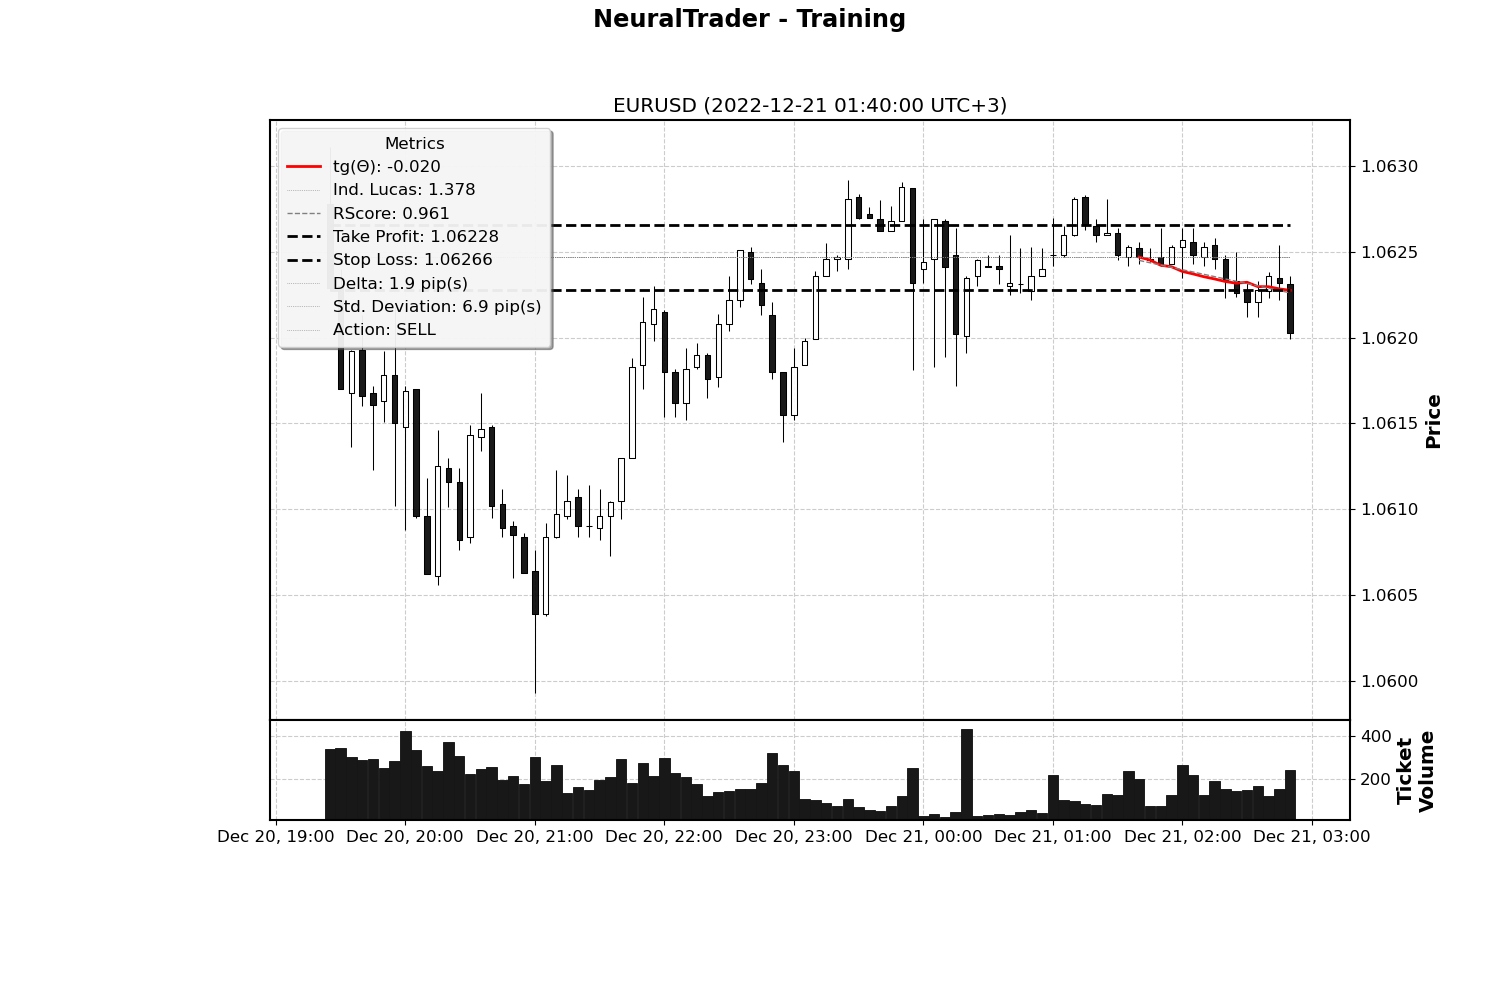 NeuralTrader - Training
EURUSD (2022-12-21 01:40:00 UTC+3)
Metrics
tg(Θ): -0.020
Ind. Lucas: 1.378
RScore: 0.961
Take Profit: 1.06228
Stop Loss: 1.06266
Delta: 1.9 pip(s)
Std. Deviation: 6.9 pip(s)
Action: SELL
1.0630
1.0625
1.0620
1.0615
1.0610
1.0605
1.0600
Price
400
200
Ticket
Volume
Dec 20, 19:00 Dec 20, 20:00 Dec 20, 21:00 Dec 20, 22:00 Dec 20, 23:00 Dec 21, 00:00 Dec 21, 01:00 Dec 21, 02:00 Dec 21, 03:00